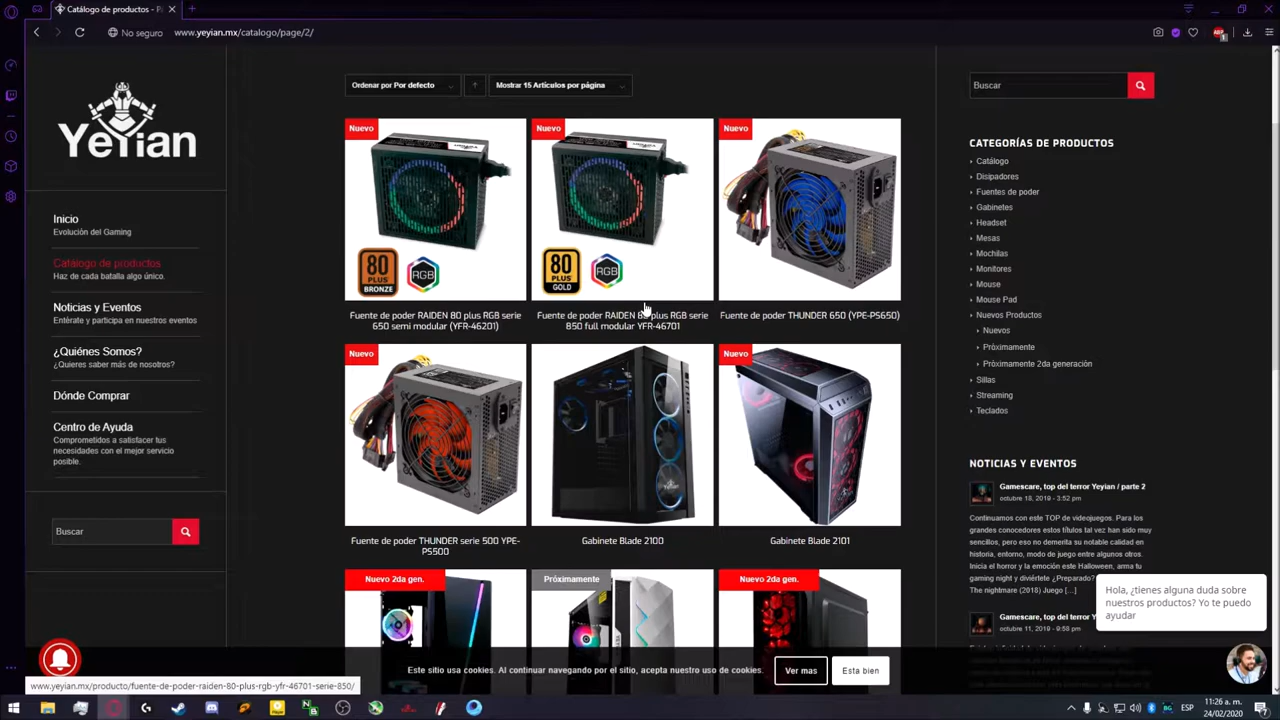 Catálogo de productos - Pa
No seguro
www.yeyian.mx/catalogo/page/2/
YeYian
Inicio
Evolución del Gaming
Catálogo de productos
Haz de cada batalla algo único.
Noticias y Eventos
Entérate y participa en nuestros eventos
¿Quiénes Somos?
¿Quieres saber más de nosotros?
Dónde Comprar
Centro de Ayuda
Comprometidos a satisfacer tus
necesidades con el mejor servicio
posible.
Buscar
Ordenar por Por defecto
Mostrar 15 Artículos por página
Nuevo
80
PLUS
BRONZE
RGB
Fuente de poder RAIDEN 80 plus RGB serie
650 semi modular (YFR-46201)
Nuevo
80
PLUS
GOLD
RGB
Fuente de poder RAIDEN 80 plus RGB serie
850 full modular YFR-46701
Nuevo
Fuente de poder THUNDER 650 (YPE-PS650)
Nuevo
Fuente de poder THUNDER serie 500 YPE-
PS500
Gabinete Blade 2100
Nuevo
Gabinete Blade 2101
Nuevo 2da gen.
Próximamente
Nuevo 2da gen.
Buscar
CATEGORÍAS DE PRODUCTOS
Catálogo
Disipadores
Fuentes de poder
Gabinetes
Headset
Mesas
Mochilas
Monitores
Mouse
Mouse Pad
Nuevos Productos
Nuevos
Próximamente
Próximamente 2da generación
Sillas
Streaming
Teclados
NOTICIAS Y EVENTOS
Gamescare, top del terror Yeyian / parte 2
octubre 18, 2019 - 3:52 pm
Continuamos con este TOP de videojuegos. Para los
grandes conocedores estos títulos tal vez han sido muy
sencillos, pero eso no demerita su notable calidad en
historia, entorno, modo de juego entre algunos otros.
Inicia el horror y la emoción este Halloween, arma tu
gaming night y diviértete ¿Preparado?
The nightmare (2018) Juego [...]
Gamescare, top del terror Y
octubre 11, 2019 - 9:58 pm
Hola, ¿tienes alguna duda sobre
nuestros productos? Yo te puedo
ayudar
Este sitio usa cookies. Al continuar navegando por el sitio, acepta nuestro uso de cookies.
Ver mas
Esta bien
www.yeyian.mx/producto/fuente-de-poder-raiden-80-plus-rgb-yfr-46701-serie-850/
ESP
11:26 a. m.
24/02/2020